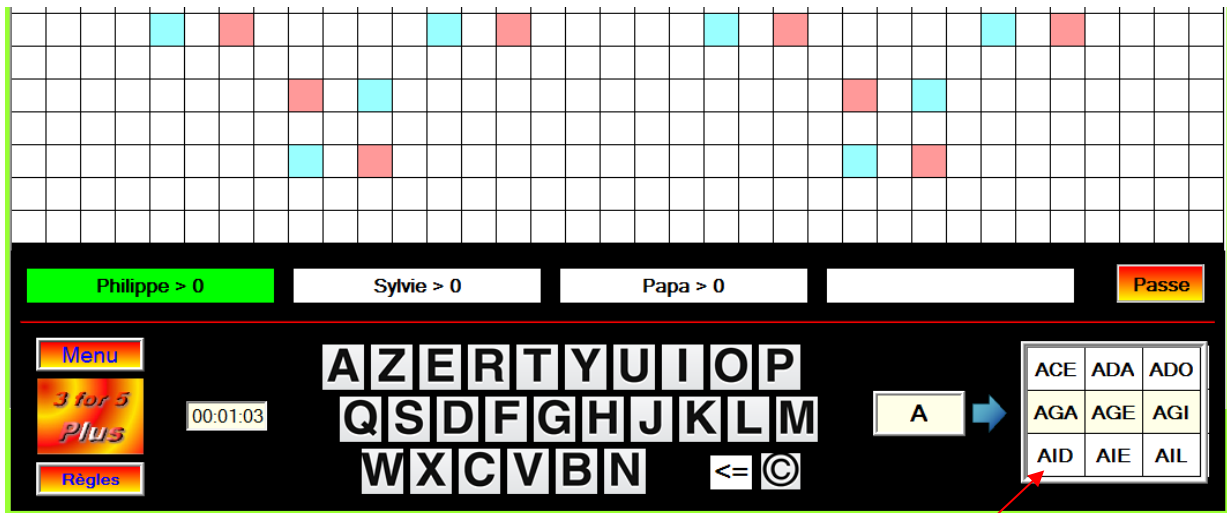 Philippe > 0 Sylvie > 0 Papa > 0 Passe
Menu
3 for 5
Plus
Règles
00:01:03
A Z E R T Y U I O P
Q S D F G H J K L M
W X C V B N <= ©
A
ACE ADA ADO
AGA AGE AGI
AID AIE AIL